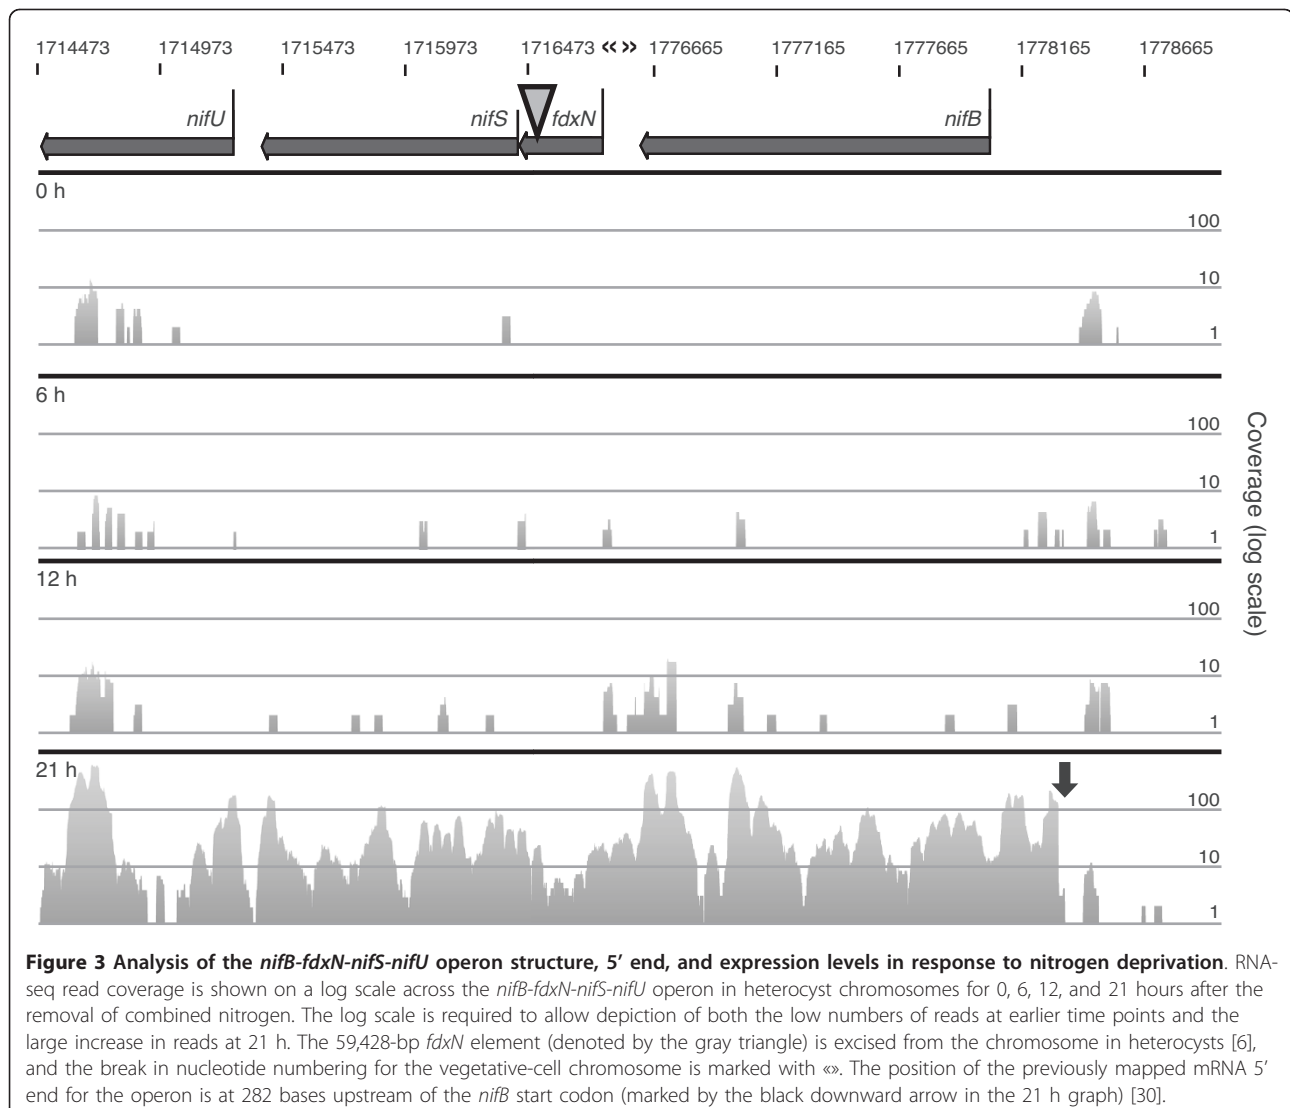 1714473 1714973 1715473 1715973 1716473 «» 1776665 1777165 1777665 1778165 1778665
nifU nifS fdxN nifB
0 h
100
10
1
6 h
100
10
1
12 h
100
10
1
21 h
100
10
1
Coverage (log scale)
Figure 3 Analysis of the nifB-fdxN-nifS-nifU operon structure, 5’ end, and expression levels in response to nitrogen deprivation. RNA-
seq read coverage is shown on a log scale across the nifB-fdxN-nifS-nifU operon in heterocyst chromosomes for 0, 6, 12, and 21 hours after the
removal of combined nitrogen. The log scale is required to allow depiction of both the low numbers of reads at earlier time points and the
large increase in reads at 21 h. The 59,428-bp fdxN element (denoted by the gray triangle) is excised from the chromosome in heterocysts [6],
and the break in nucleotide numbering for the vegetative-cell chromosome is marked with «». The position of the previously mapped mRNA 5’
end for the operon is at 282 bases upstream of the nifB start codon (marked by the black downward arrow in the 21 h graph) [30].